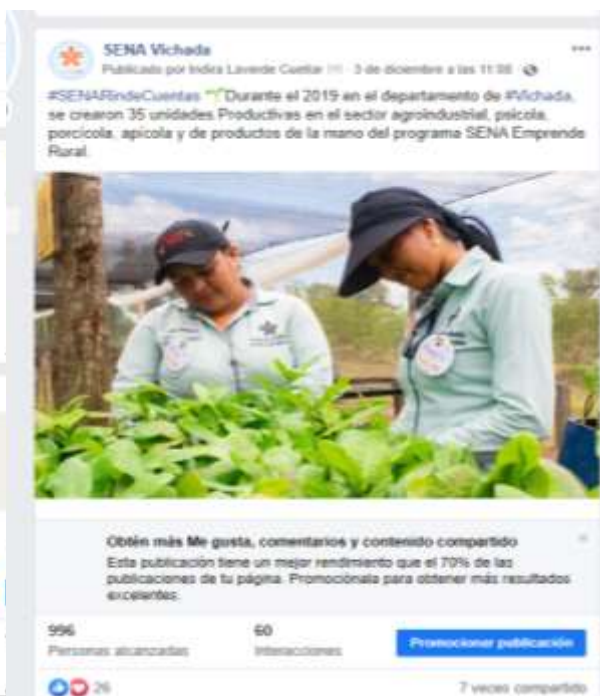 SENA Vichada
Publicado por Indira Laverde Cuellar · 3 de diciembre a las 11:08
#SENARindeCuentas Durante el 2019 en el departamento de #Vichada,
se crearon 35 unidades Productivas en el sector agroindustrial, psicola,
porcícola, apícola y de productos de la mano del programa SENA Emprende
Rural.
Obtén más Me gusta, comentarios y contenido compartido
Esta publicación tiene un mejor rendimiento que el 70% de las
publicaciones de tu página. Promociónala para obtener más resultados
excelentes.
996
Personas alcanzadas
60
Interacciones
Promocionar publicación
26
7 veces compartido